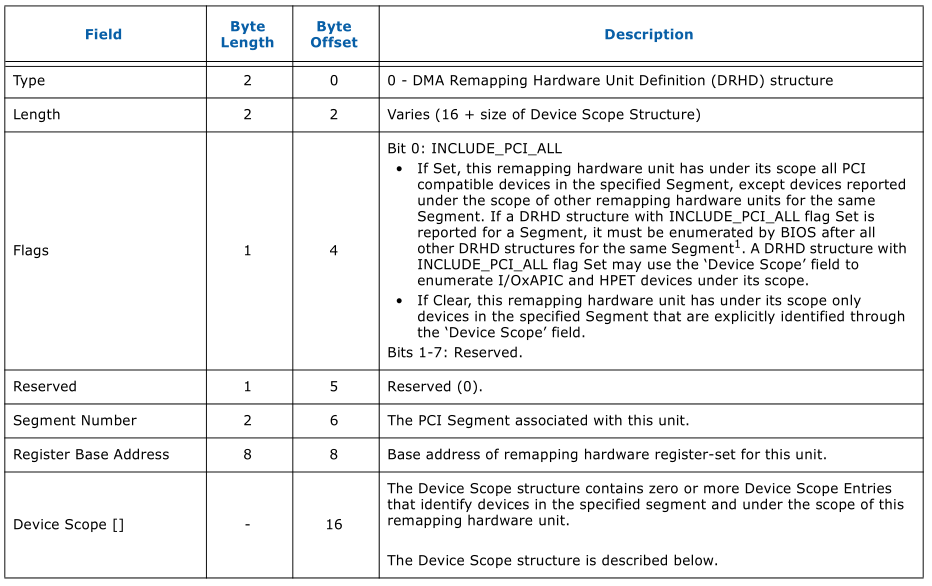 Field
Byte Length
Byte Offset
Description
Type 2 0 0 - DMA Remapping Hardware Unit Definition (DRHD) structure
Length 2 2 Varies (16 + size of Device Scope Structure)
Flags 1 4
Bit 0: INCLUDE_PCI_ALL
• If Set, this remapping hardware unit has under its scope all PCI
compatible devices in the specified Segment, except devices reported
under the scope of other remapping hardware units for the same
Segment. If a DRHD structure with INCLUDE_PCI_ALL flag Set is
reported for a Segment, it must be enumerated by BIOS after all
other DRHD structures for the same Segment¹. A DRHD structure with
INCLUDE_PCI_ALL flag Set may use the ‘Device Scope’ field to
enumerate I/OxAPIC and HPET devices under its scope.
• If Clear, this remapping hardware unit has under its scope only
devices in the specified Segment that are explicitly identified through
the ‘Device Scope’ field.
Bits 1-7: Reserved.
Reserved 1 5 Reserved (0).
Segment Number 2 6 The PCI Segment associated with this unit.
Register Base Address 8 8 Base address of remapping hardware register-set for this unit.
Device Scope [] - 16
The Device Scope structure contains zero or more Device Scope Entries
that identify devices in the specified segment and under the scope of this
remapping hardware unit.
The Device Scope structure is described below.